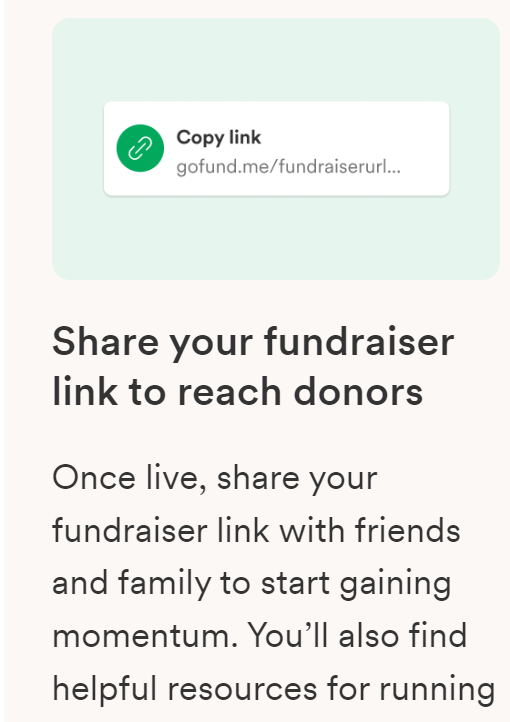 Copy link
gofund.me/fundraiserurl...
Share your fundraiser
link to reach donors
Once live, share your
fundraiser link with friends
and family to start gaining
momentum. You’ll also find
helpful resources for running